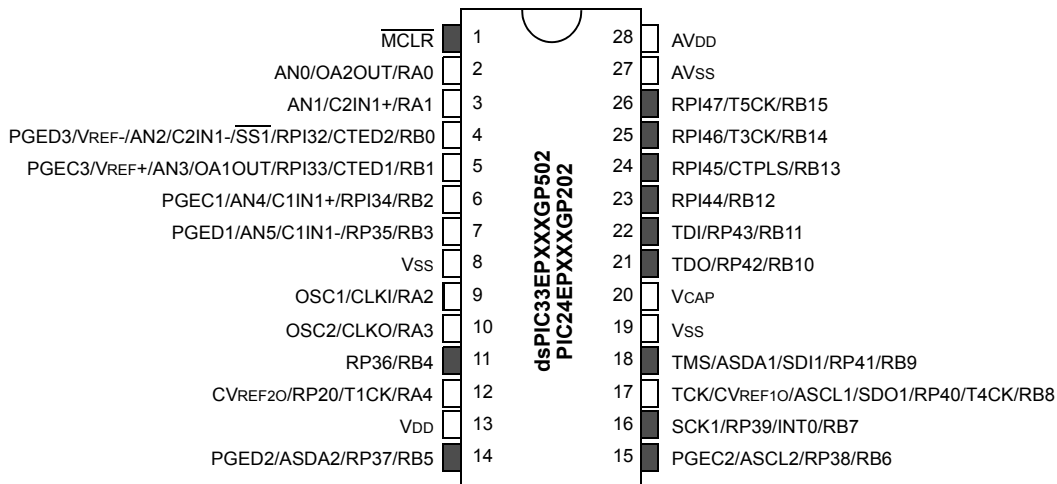 MCLR 1
AN0/OA2OUT/RA0 2
AN1/C2IN1+/RA1 3
PGED3/VREF-/AN2/C2IN1-/SS1/RPI32/CTED2/RB0 4
PGEC3/VREF+/AN3/OA1OUT/RPI33/CTED1/RB1 5
PGEC1/AN4/C1IN1+/RPI34/RB2 6
PGED1/AN5/C1IN1-/RP35/RB3 7
VSS 8
OSC1/CLKI/RA2 9
OSC2/CLKO/RA3 10
RP36/RB4 11
CVREF2O/RP20/T1CK/RA4 12
VDD 13
PGED2/ASDA2/RP37/RB5 14
dsPIC33EPXXXGP502
PIC24EPXXXGP202
28 AVDD
27 AVSS
26 RPI47/T5CK/RB15
25 RPI46/T3CK/RB14
24 RPI45/CTPLS/RB13
23 RPI44/RB12
22 TDI/RP43/RB11
21 TDO/RP42/RB10
20 VCAP
19 VSS
18 TMS/ASDA1/SDI1/RP41/RB9
17 TCK/CVREF1O/ASCL1/SDO1/RP40/T4CK/RB8
16 SCK1/RP39/INT0/RB7
15 PGEC2/ASCL2/RP38/RB6